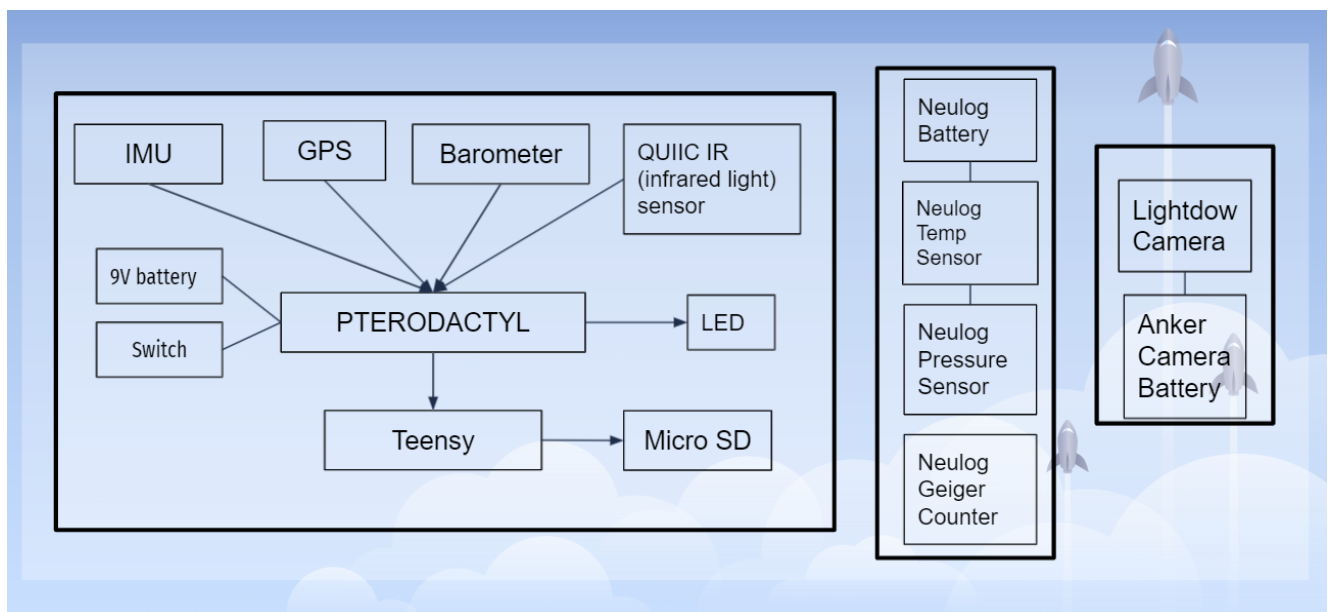 IMU
GPS
Barometer
QUIIC IR
(infrared light)
sensor
9V battery
Switch
PTERODACTYL
LED
Teensy
Micro SD
Neulog
Battery
Neulog
Temp
Sensor
Neulog
Pressure
Sensor
Neulog
Geiger
Counter
Lightdow
Camera
Anker
Camera
Battery